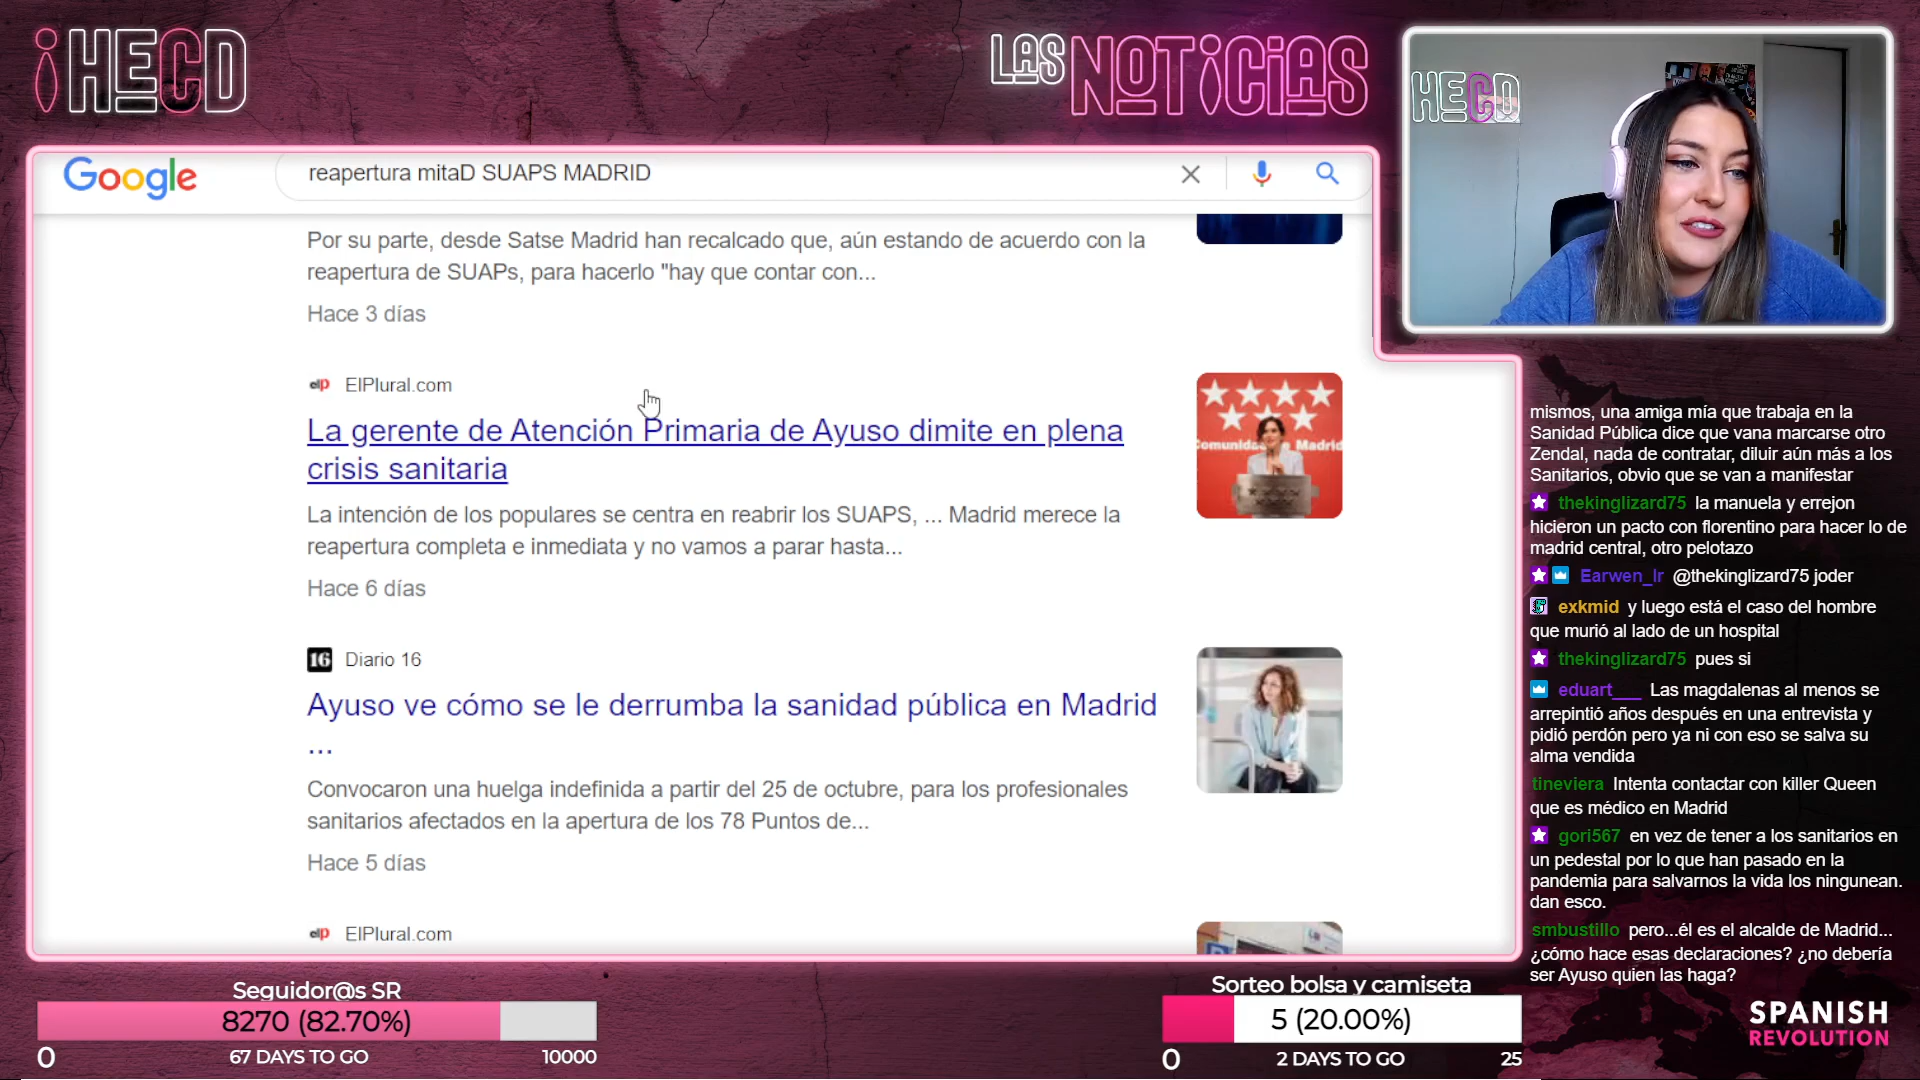 HECD
LAS NOTICIAS
HECD
Google
reapertura mitaD SUAPS MADRID
Por su parte, desde Satse Madrid han recalcado que, aún estando de acuerdo con la
reapertura de SUAPs, para hacerlo "hay que contar con...
Hace 3 días
elp ElPlural.com
La gerente de Atención Primaria de Ayuso dimite en plena
crisis sanitaria
Comunidad de Madrid
La intención de los populares se centra en reabrir los SUAPS, ... Madrid merece la
reapertura completa e inmediata y no vamos a parar hasta...
Hace 6 días
16 Diario 16
Ayuso ve cómo se le derrumba la sanidad pública en Madrid
...
Convocaron una huelga indefinida a partir del 25 de octubre, para los profesionales
sanitarios afectados en la apertura de los 78 Puntos de...
Hace 5 días
elp ElPlural.com
mismos, una amiga mía que trabaja en la
Sanidad Pública dice que vana marcarse otro
Zendal, nada de contratar, diluir aún más a los
Sanitarios, obvio que se van a manifestar
thekinglizard75 la manuela y errejon
hicieron un pacto con florentino para hacer lo de
madrid central, otro pelotazo
Earwen_Ir @thekinglizard75 joder
exkmid y luego está el caso del hombre
que murió al lado de un hospital
thekinglizard75 pues si
eduart___ Las magdalenas al menos se
arrepintió años después en una entrevista y
pidió perdón pero ya ni con eso se salva su
alma vendida
tineviera Intenta contactar con killer Queen
que es médico en Madrid
gori567 en vez de tener a los sanitarios en
un pedestal por lo que han pasado en la
pandemia para salvarnos la vida los ningunean.
dan esco.
smbustillo pero...él es el alcalde de Madrid...
¿cómo hace esas declaraciones? ¿no debería
ser Ayuso quien las haga?
Seguidor@s SR
8270 (82.70%)
0 67 DAYS TO GO 10000
Sorteo bolsa y camiseta
5 (20.00%)
0 2 DAYS TO GO 25
SPANISH
REVOLUTION